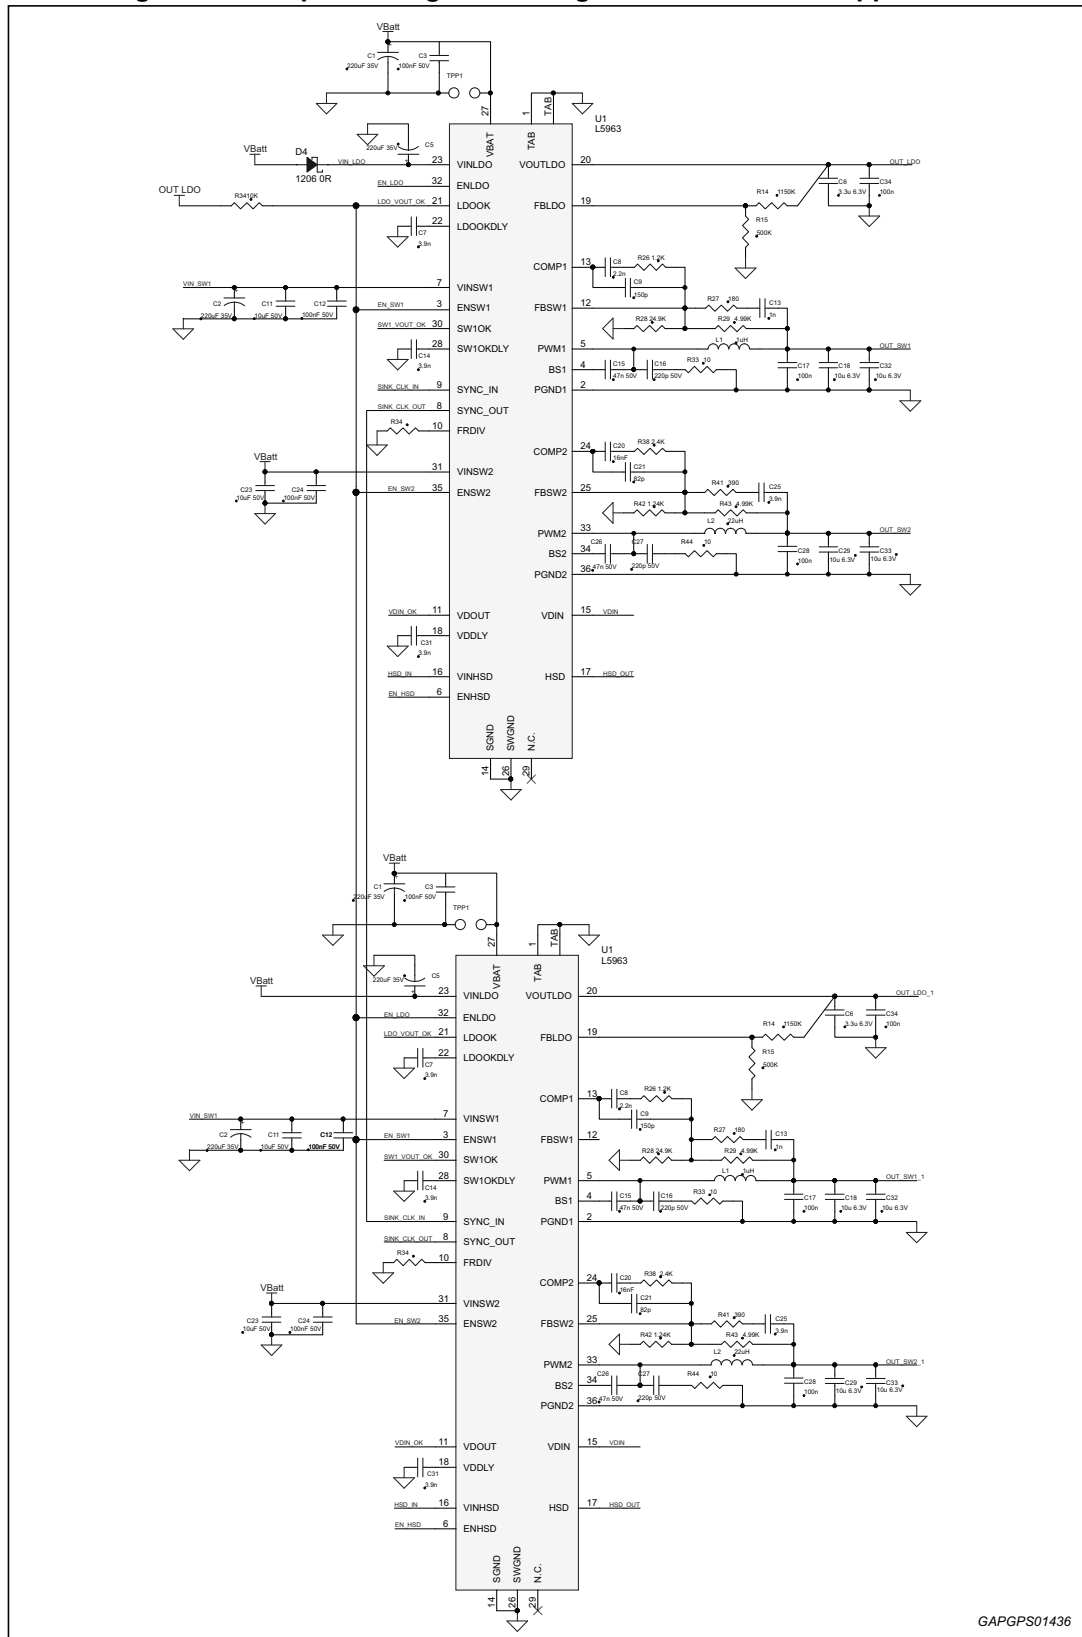 VBatt
C1
220uF 35V
C3
100nF 50V
TPP1
27
1
TAB
VBAT
TAB
U1
L5963
220uF 35V
C5
VBatt
D4
1206 0R
VIN_LDO
23
VINLDO
VOUTLDO
20
OUT_LDO
EN_LDO
32
ENLDO
OUT LDO
R3410K
LDO_VOUT_OK
21
LDOOK
FBLDO
19
R14
1150K
C6
3.3u 6.3V
C34
100n
22
LDOOKDLY
C7
3.9n
R15
500K
COMP1
13
C8
2.2n
R26 1.2K
C9
150p
VIN_SW1
7
VINSW1
C2
220uF 35V
C11
10uF 50V
C12
100nF 50V
EN_SW1
3
ENSW1
FBSW1
12
R27
180
C13
1n
SW1_VOUT_OK
30
SW1OK
R28 24.9K
R29
4.99K
28
SW1OKDLY
C14
3.9n
PWM1
5
L1
1uH
OUT_SW1
BS1
4
C15
47n 50V
C16
220p 50V
R33
10
C17
100n
C18
10u 6.3V
C32
10u 6.3V
SINK_CLK_IN
9
SYNC_IN
PGND1
2
SINK_CLK_OUT
8
SYNC_OUT
R34
10
FRDIV
COMP2
24
C20
16nF
R38 2.4K
C21
82p
VBatt
31
VINSW2
C23
10uF 50V
C24
100nF 50V
EN_SW2
35
ENSW2
FBSW2
25
R41
390
C25
3.9n
R42 1.24K
R43
4.99K
PWM2
33
L2
22uH
OUT_SW2
BS2
34
C26
47n 50V
C27
220p 50V
R44
10
C28
100n
C29
10u 6.3V
C33
10u 6.3V
PGND2
36
VDIN_OK
11
VDOUT
VDIN
15
VDIN
18
VDDLY
C31
3.9n
HSD_IN
16
VINHSD
HSD
17
HSD_OUT
EN_HSD
6
ENHSD
SGND
SWGND
N.C.
14
26
29
VBatt
C1
220uF 35V
C3
100nF 50V
TPP1
27
1
TAB
VBAT
TAB
U1
L5963
220uF 35V
C5
VBatt
23
VINLDO
VOUTLDO
20
OUT_LDO_1
EN_LDO
32
ENLDO
LDO_VOUT_OK
21
LDOOK
FBLDO
19
R14
1150K
C6
3.3u 6.3V
C34
100n
22
LDOOKDLY
C7
3.9n
R15
500K
COMP1
13
C8
2.2n
R26 1.2K
C9
150p
VIN_SW1
7
VINSW1
C2
220uF 35V
C11
10uF 50V
C12
100nF 50V
EN_SW1
3
ENSW1
FBSW1
12
R27
180
C13
1n
SW1_VOUT_OK
30
SW1OK
R28 24.9K
R29
4.99K
28
SW1OKDLY
C14
3.9n
PWM1
5
L1
1uH
OUT_SW1_1
BS1
4
C15
47n 50V
C16
220p 50V
R33
10
C17
100n
C18
10u 6.3V
C32
10u 6.3V
SINK_CLK_IN
9
SYNC_IN
PGND1
2
SINK_CLK_OUT
8
SYNC_OUT
R34
10
FRDIV
COMP2
24
C20
16nF
R38 2.4K
C21
82p
VBatt
31
VINSW2
C23
10uF 50V
C24
100nF 50V
EN_SW2
35
ENSW2
FBSW2
25
R41
390
C25
3.9n
R42 1.24K
R43
4.99K
PWM2
33
L2
22uH
OUT_SW2_1
BS2
34
C26
47n 50V
C27
220p 50V
R44
10
C28
100n
C29
10u 6.3V
C33
10u 6.3V
PGND2
36
VDIN_OK
11
VDOUT
VDIN
15
VDIN
18
VDDLY
C31
3.9n
HSD_IN
16
VINHSD
HSD
17
HSD_OUT
EN_HSD
6
ENHSD
SGND
SWGND
N.C.
14
26
29
GAPGPS01436